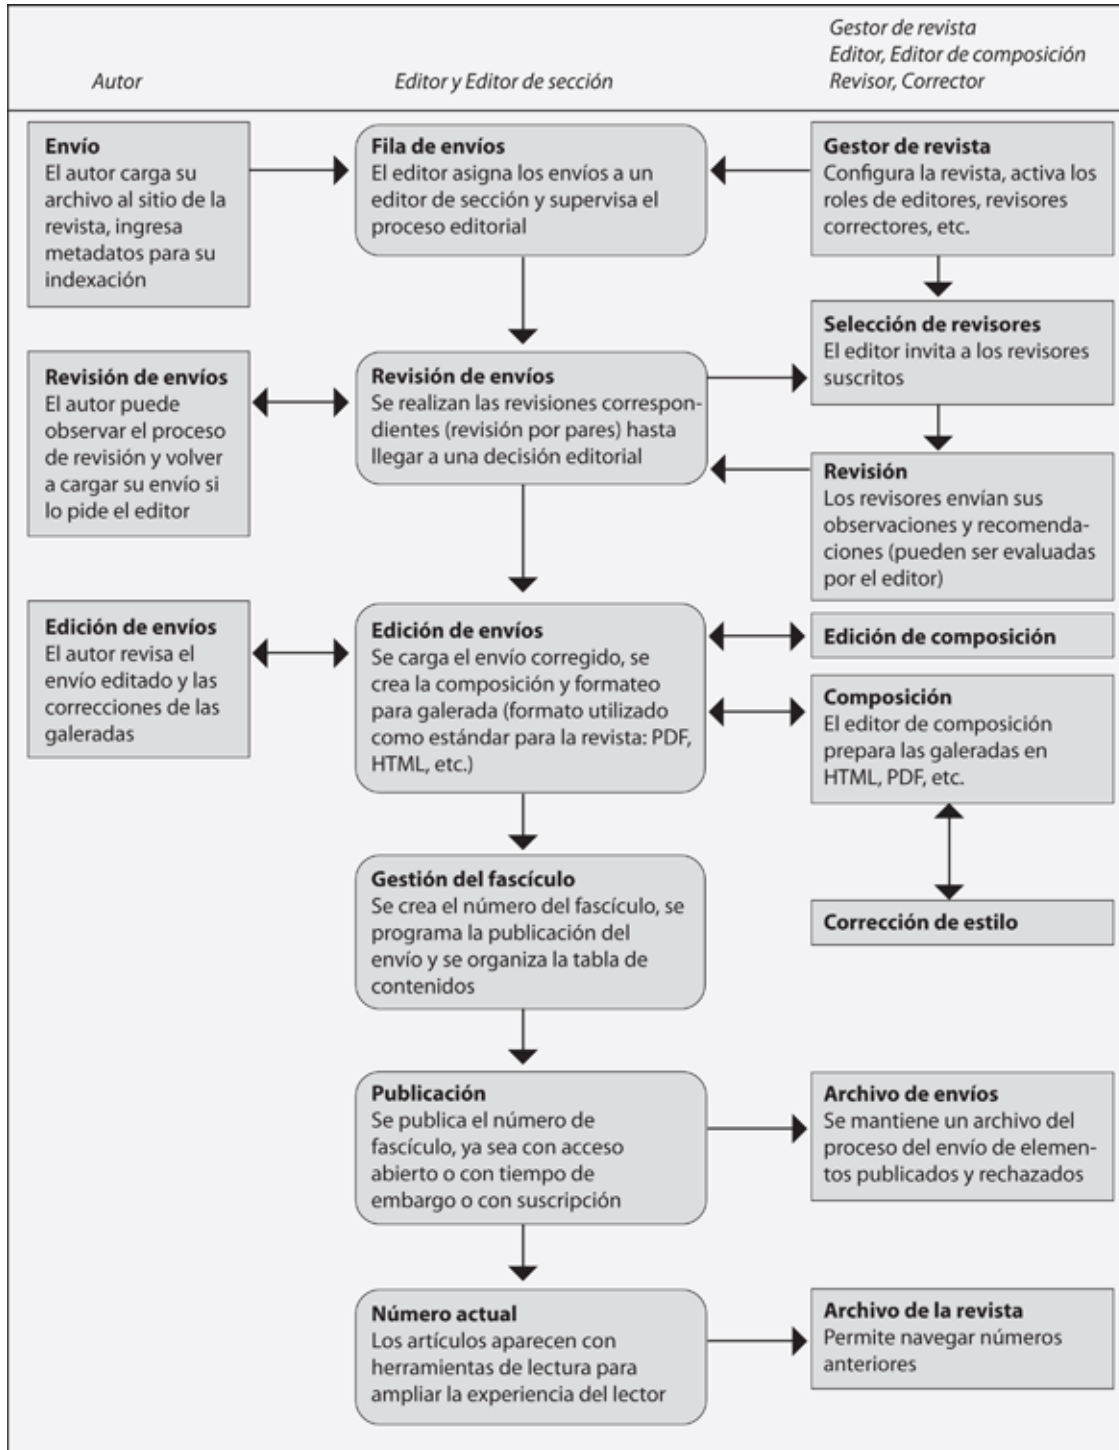 Autor
Editor y Editor de sección
Gestor de revista
Editor, Editor de composición
Revisor, Corrector
Envío
El autor carga su
archivo al sitio de la
revista, ingresa
metadatos para su
indexación
Fila de envíos
El editor asigna los envíos a un
editor de sección y supervisa el
proceso editorial
Gestor de revista
Configura la revista, activa los
roles de editores, revisores
correctores, etc.
Selección de revisores
El editor invita a los revisores
suscritos
Revisión de envíos
El autor puede
observar el proceso
de revisión y volver
a cargar su envío si
lo pide el editor
Revisión de envíos
Se realizan las revisiones correspon-
dientes (revisión por pares) hasta
llegar a una decisión editorial
Revisión
Los revisores envían sus
observaciones y recomenda-
ciones (pueden ser evaluadas
por el editor)
Edición de envíos
El autor revisa el
envío editado y las
correcciones de las
galeradas
Edición de envíos
Se carga el envío corregido, se
crea la composición y formateo
para galerada (formato utilizado
como estándar para la revista: PDF,
HTML, etc.)
Edición de composición
Composición
El editor de composición
prepara las galeradas en
HTML, PDF, etc.
Corrección de estilo
Gestión del fascículo
Se crea el número del fascículo, se
programa la publicación del
envío y se organiza la tabla de
contenidos
Publicación
Se publica el número de
fascículo, ya sea con acceso
abierto o con tiempo de
embargo o con suscripción
Archivo de envíos
Se mantiene un archivo del
proceso del envío de elemen-
tos publicados y rechazados
Número actual
Los artículos aparecen con
herramientas de lectura para
ampliar la experiencia del lector
Archivo de la revista
Permite navegar números
anteriores